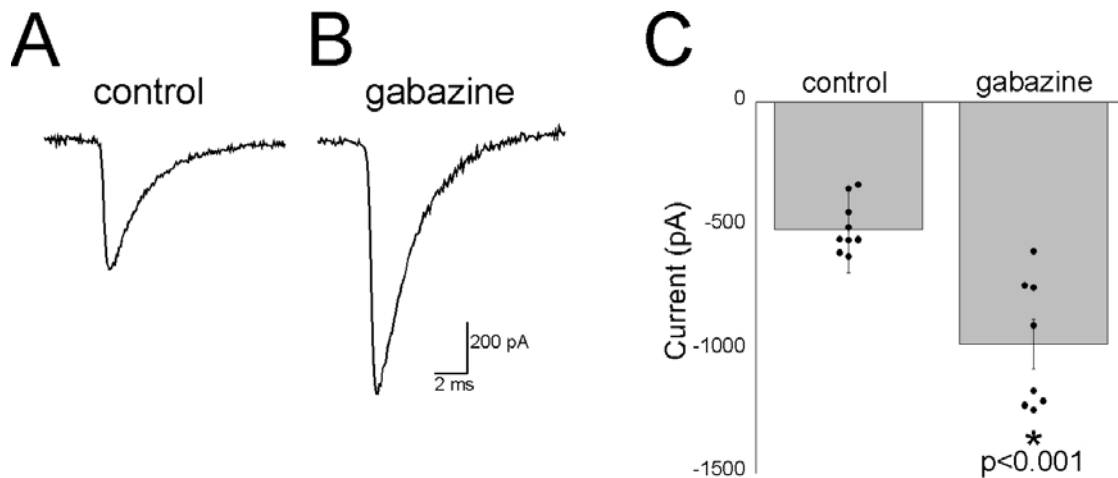 A
control
B
gabazine
200 pA
2 ms
C
control
gabazine
0
-500
-1000
-1500
Current (pA)
*
p<0.001